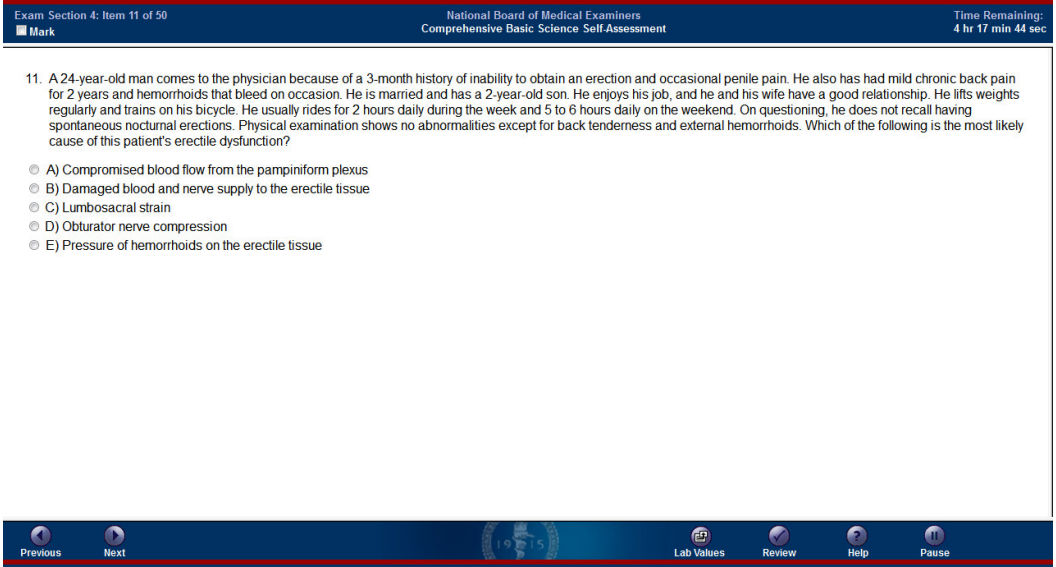 Exam Section 4: Item 11 of 50
National Board of Medical Examiners
Time Remaining:
Mark
Comprehensive Basic Science Self-Assessment
4 hr 17 min 44 sec
11. A 24-year-old man comes to the physician because of a 3-month history of inability to obtain an erection and occasional penile pain. He also has had mild chronic back pain
for 2 years and hemorrhoids that bleed on occasion. He is married and has a 2-year-old son. He enjoys his job, and he and his wife have a good relationship. He lifts weights
regularly and trains on his bicycle. He usually rides for 2 hours daily during the week and 5 to 6 hours daily on the weekend. On questioning, he does not recall having
spontaneous nocturnal erections. Physical examination shows no abnormalities except for back tenderness and external hemorrhoids. Which of the following is the most likely
cause of this patient's erectile dysfunction?
A) Compromised blood flow from the pampiniform plexus
B) Damaged blood and nerve supply to the erectile tissue
C) Lumbosacral strain
D) Obturator nerve compression
E) Pressure of hemorrhoids on the erectile tissue
1915
Previous
Next
Lab Values
Review
Help
Pause